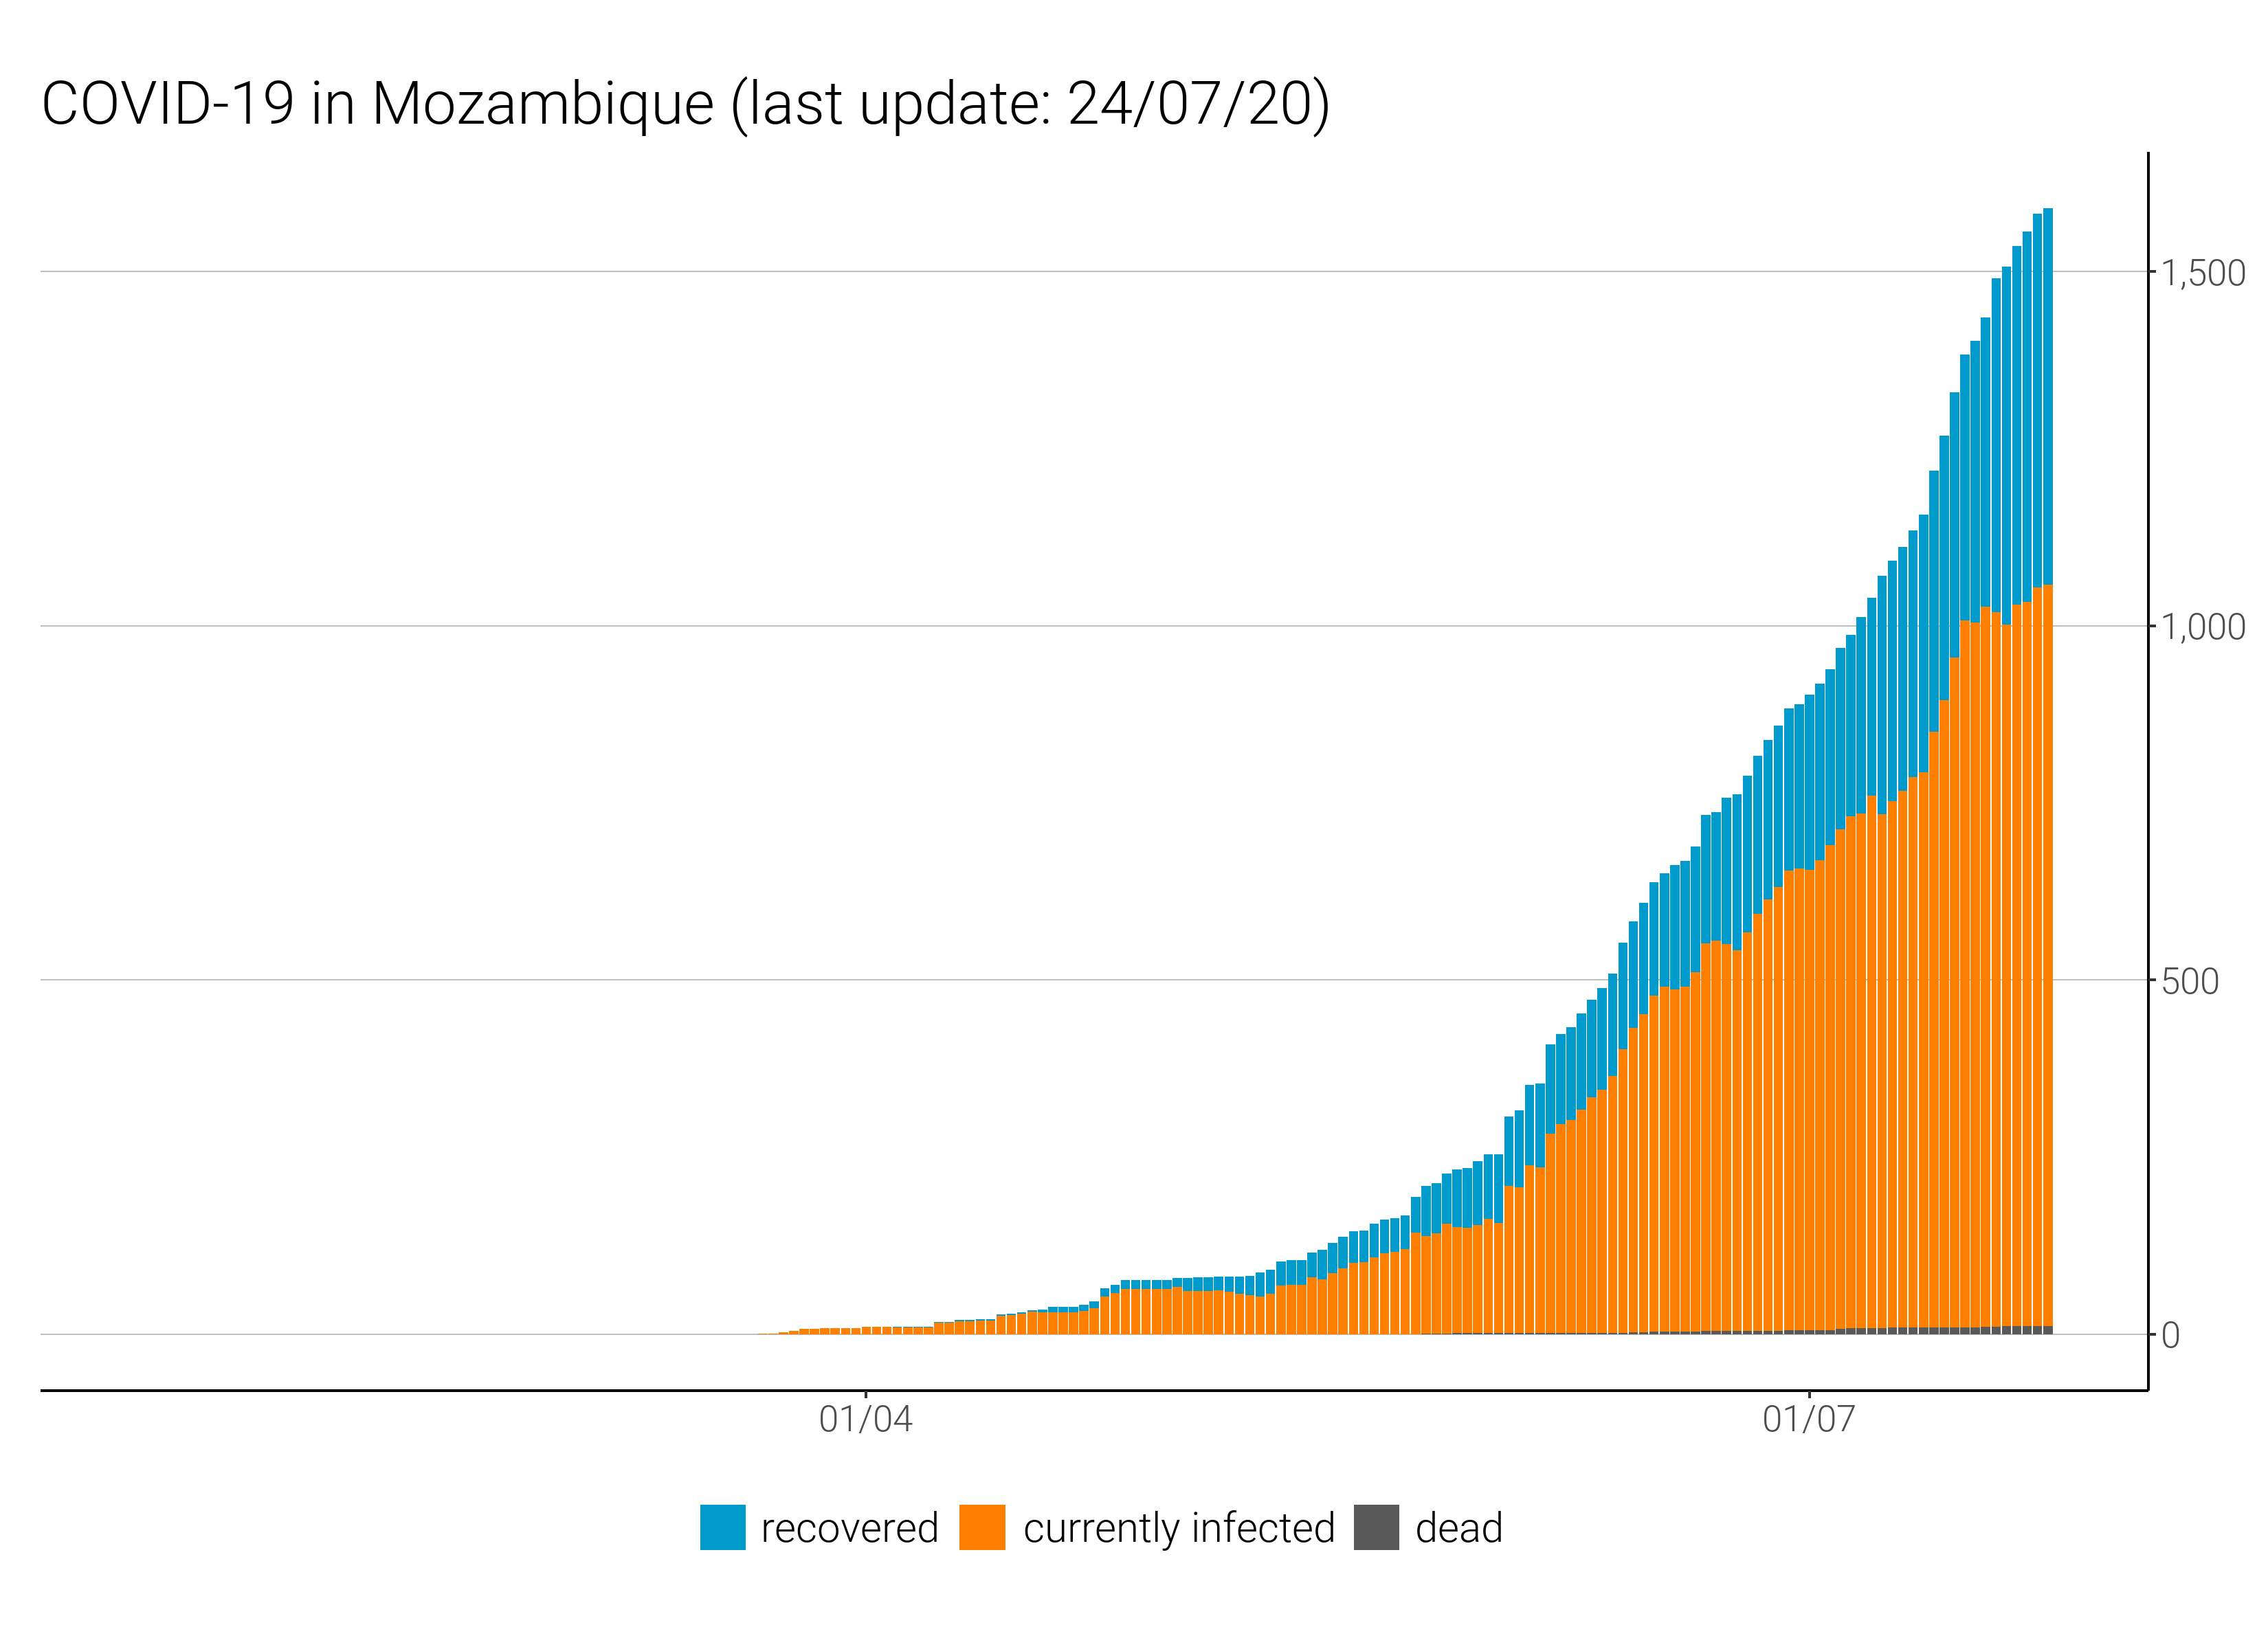 COVID-19 in Mozambique (last update: 24/07/20)
1,500
1,000
500
0
01/04 01/07
recovered currently infected dead